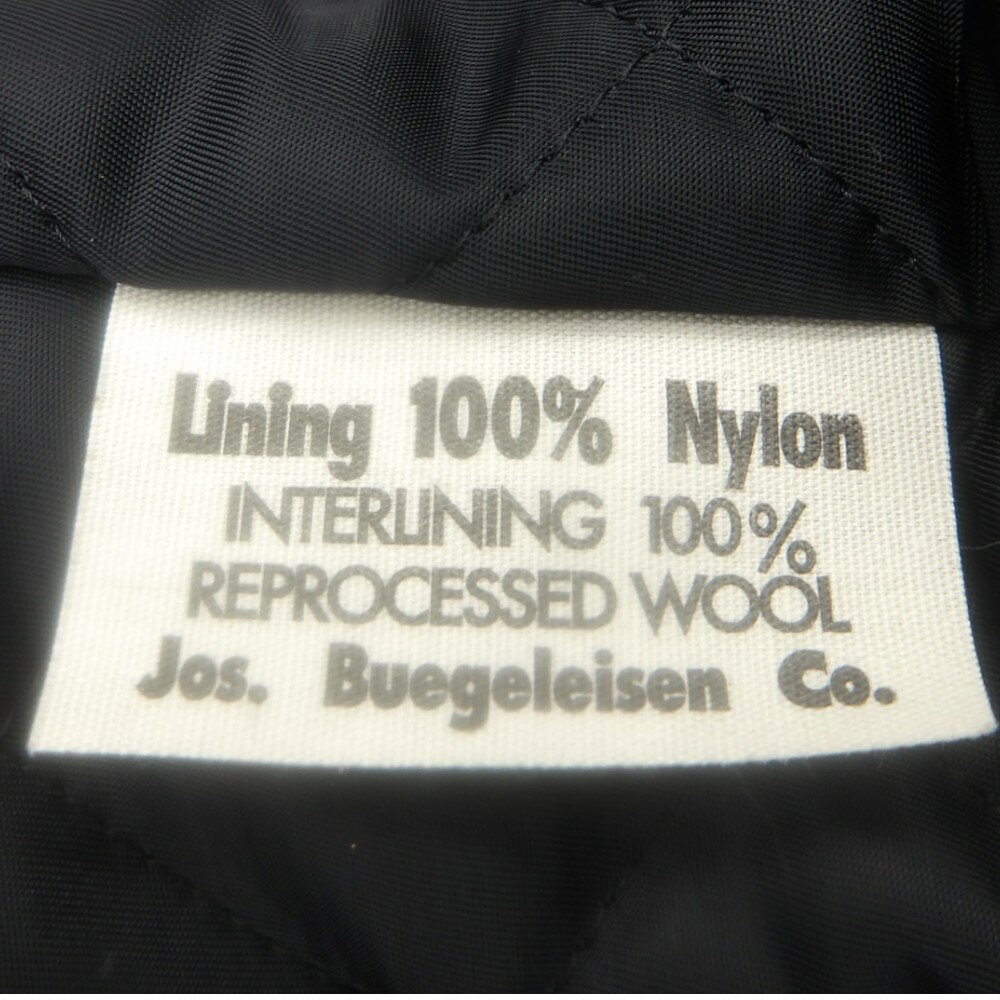 Lining 100% Nylon
INTERLINING 100%
REPROCESSED WOOL
Jos. Buegeleisen Co.